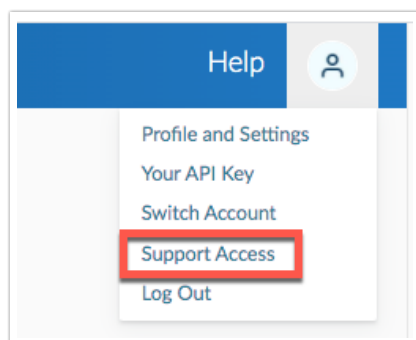 Help
Profile and Settings
Your API Key
Switch Account
Support Access
Log Out